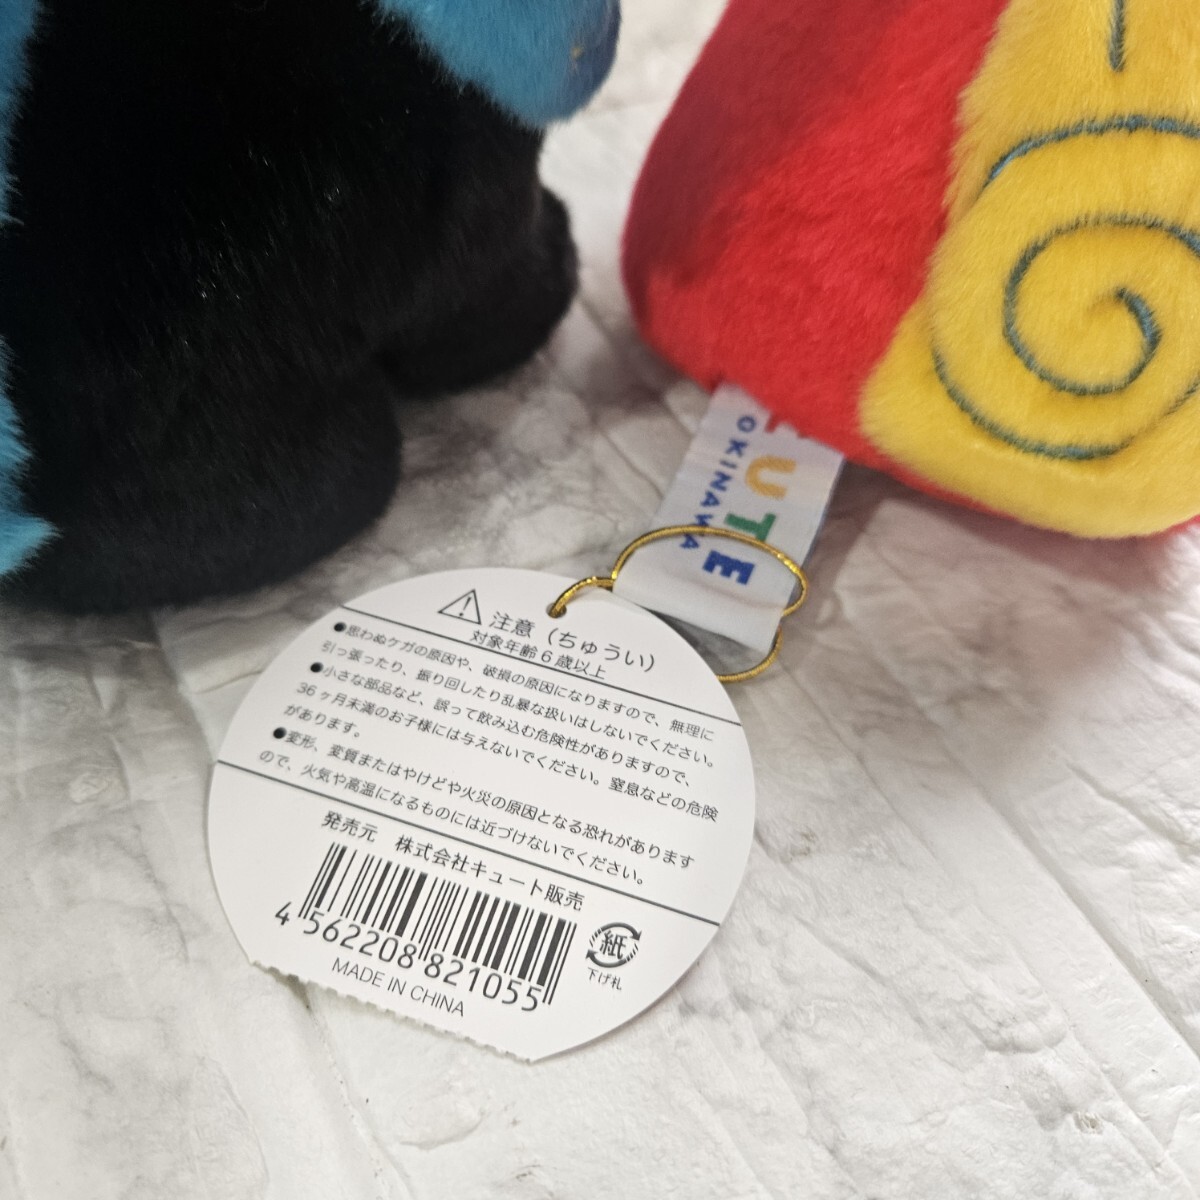 UTE
OKINAWA
注意（ちゅうい）
対象年齢6歳以上
●思わぬケガの原因や、破損の原因になりますので、無理に
引っ張ったり、振り回したり乱暴な扱いはしないでください。
●小さな部品など、誤って飲み込む危険性がありますので、
36ヶ月未満のお子様には与えないでください。窒息などの危険
があります。
●変形、変質またはやけどや火災の原因となる恐れがあります
ので、火気や高温になるものには近づけないでください。
発売元 株式会社キュート販売
4 562208 821055
MADE IN CHINA
紙
下げ札